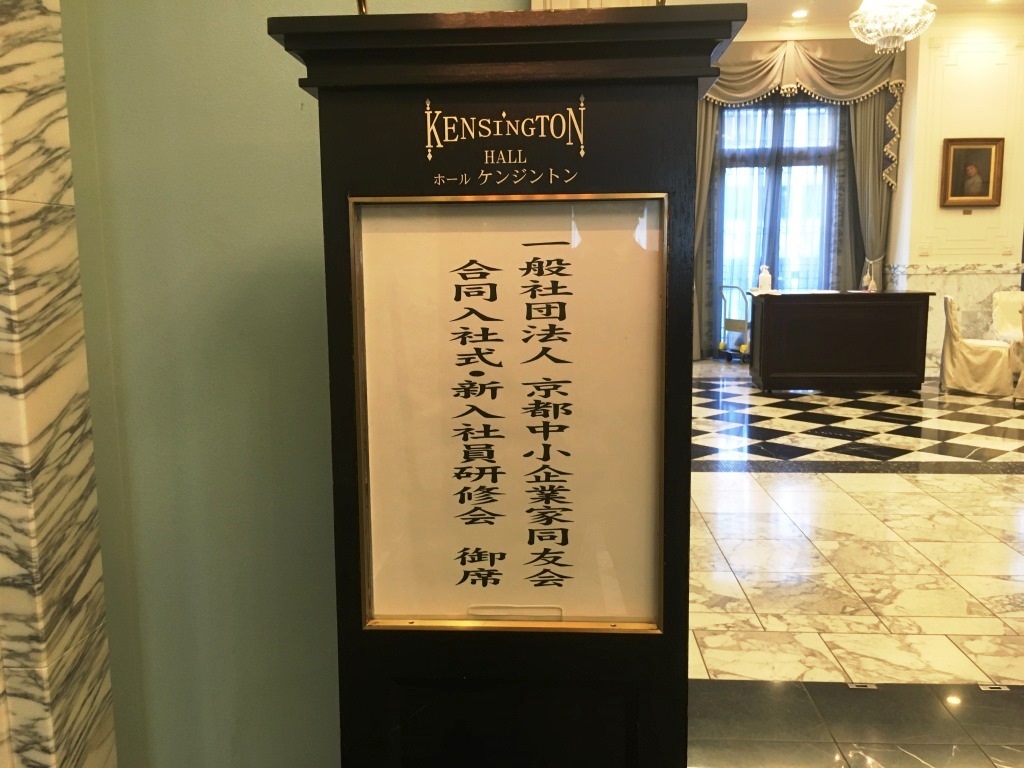 KENSINGTON
HALL
ホール ケンジントン
一般社団法人 京都中小企業家同友会
合同入社式・新入社員研修会 御席